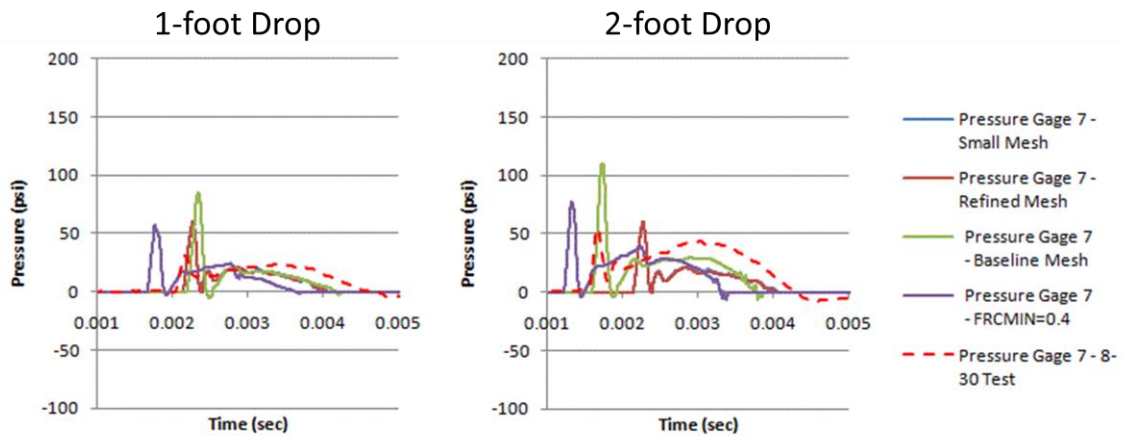 1-foot Drop
2-foot Drop
200
150
100
50
0
-50
-100
0.001
0.002
0.003
0.004
0.005
Pressure (psi)
Time (sec)
200
150
100
50
0
-50
-100
0.001
0.002
0.003
0.004
0.005
Pressure (psi)
Time (sec)
Pressure Gage 7 -
Small Mesh
Pressure Gage 7 -
Refined Mesh
Pressure Gage 7
- Baseline Mesh
Pressure Gage 7
- FRCMIN=0.4
Pressure Gage 7 - 8-
30 Test